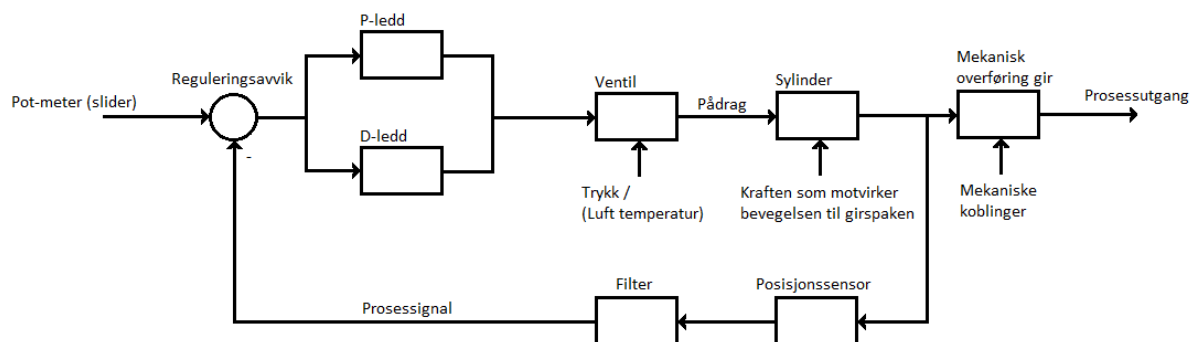 P-ledd
Reguleringsavvik
Pot-meter (slider)
D-ledd
-
Ventil
Pådrag
Sylinder
Mekanisk
overføring gir
Prosessutgang
Trykk /
(Luft temperatur)
Kraften som motvirker
bevegelsen til girspaken
Mekaniske
koblinger
Prosessignal
Filter
Posisjonssensor